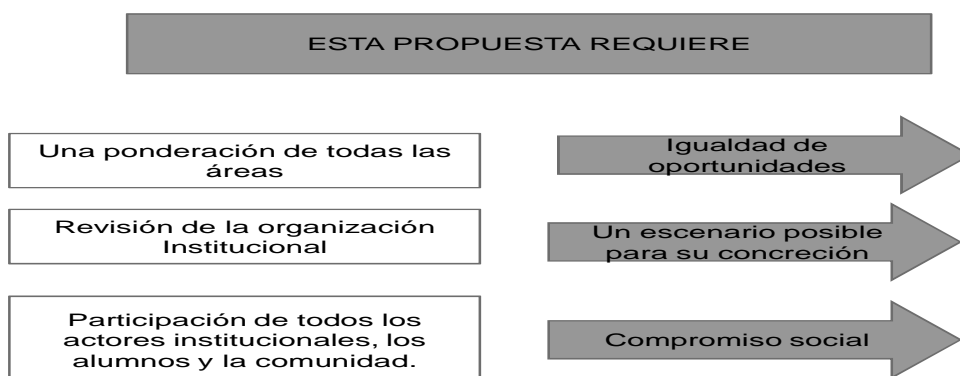 ESTA PROPUESTA REQUIERE
Una ponderación de todas las
áreas
Igualdad de
oportunidades
Revisión de la organización
Institucional
Un escenario posible
para su concreción
Participación de todos los
actores institucionales, los
alumnos y la comunidad.
Compromiso social